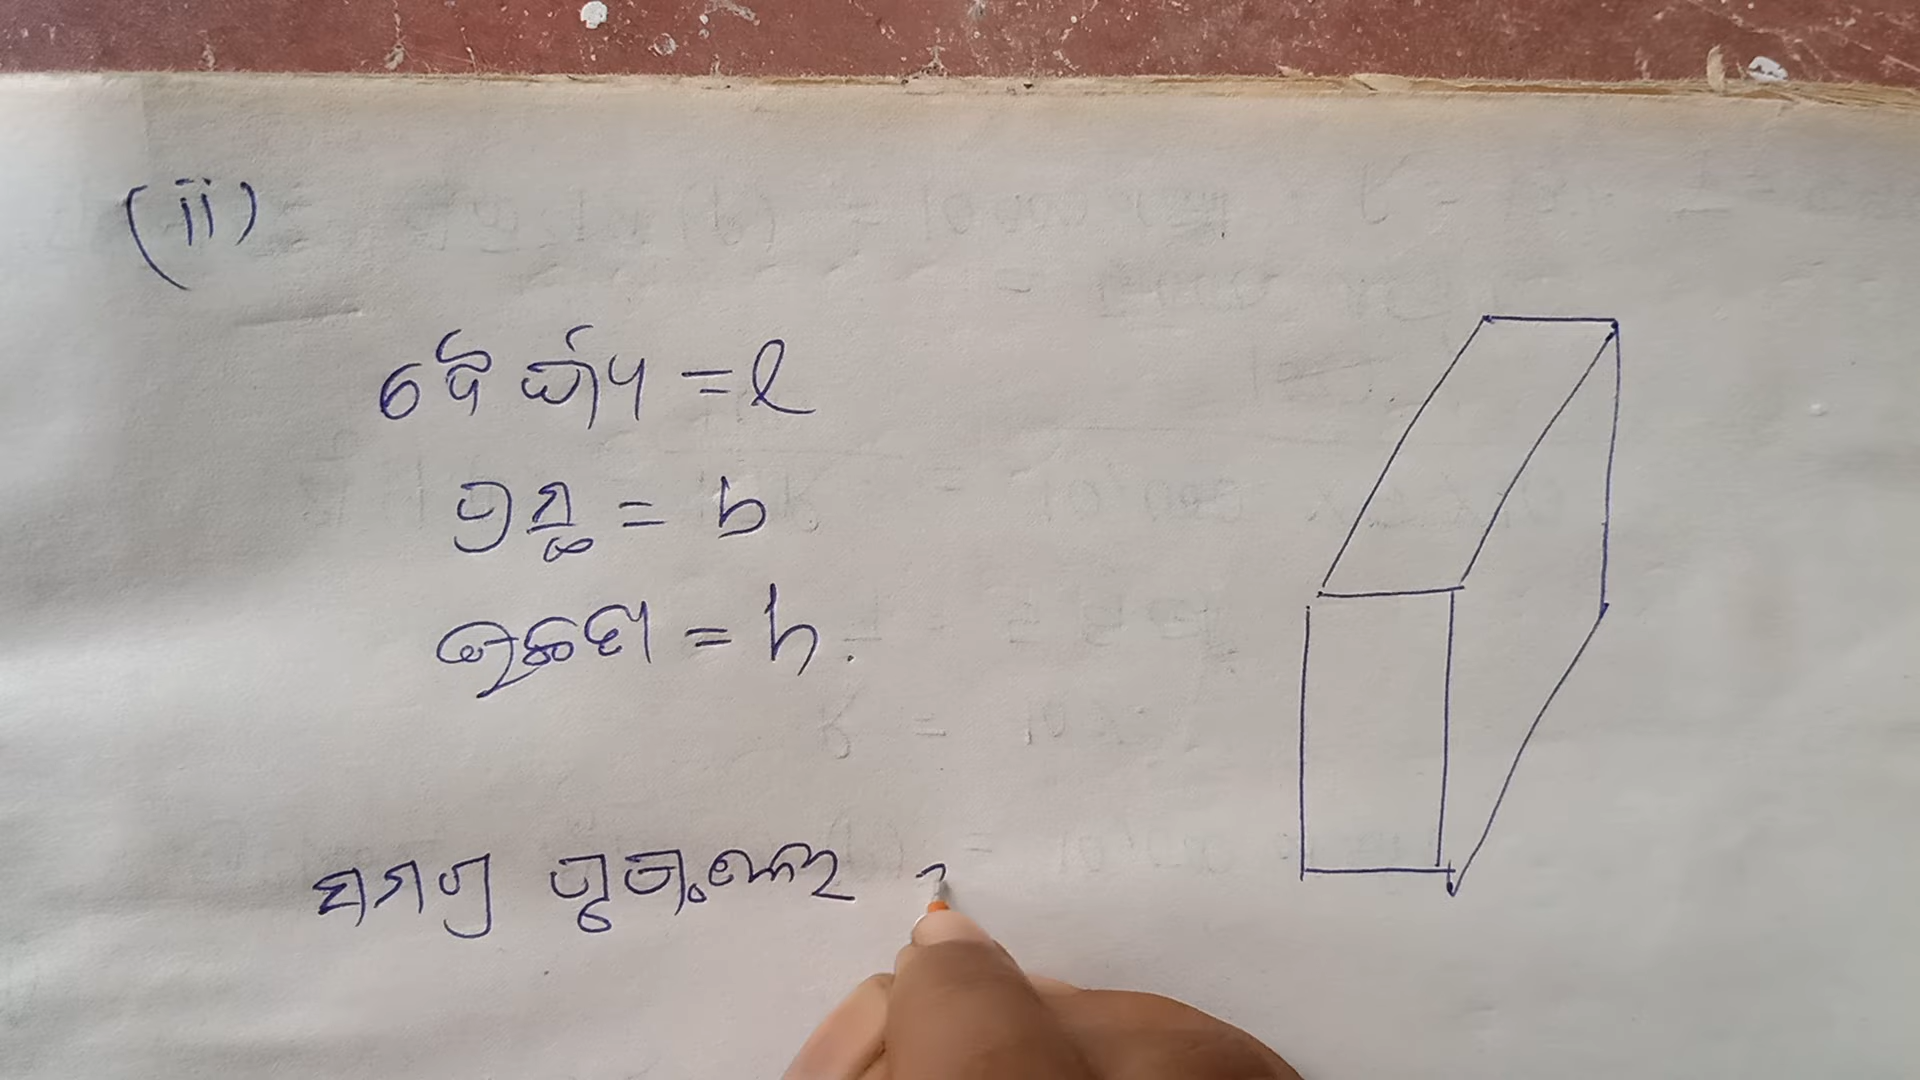 (ii)
ଦୈର୍ଘ୍ୟ = l
ପ୍ରସ୍ଥ = b
ଉଚ୍ଚତା = h.
ସମଗ୍ର ପୃଷ୍ଠତଳର